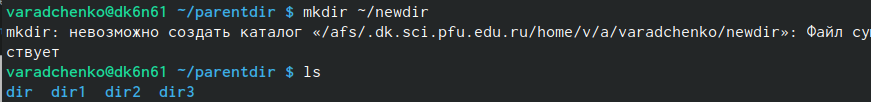 varadchenko@dk6n61 ~/parentdir $ mkdir ~/newdir
mkdir: невозможно создать каталог «/afs/.dk.sci.pfu.edu.ru/home/v/a/varadchenko/newdir»: Файл сущ
ствует
varadchenko@dk6n61 ~/parentdir $ ls
dir  dir1  dir2  dir3